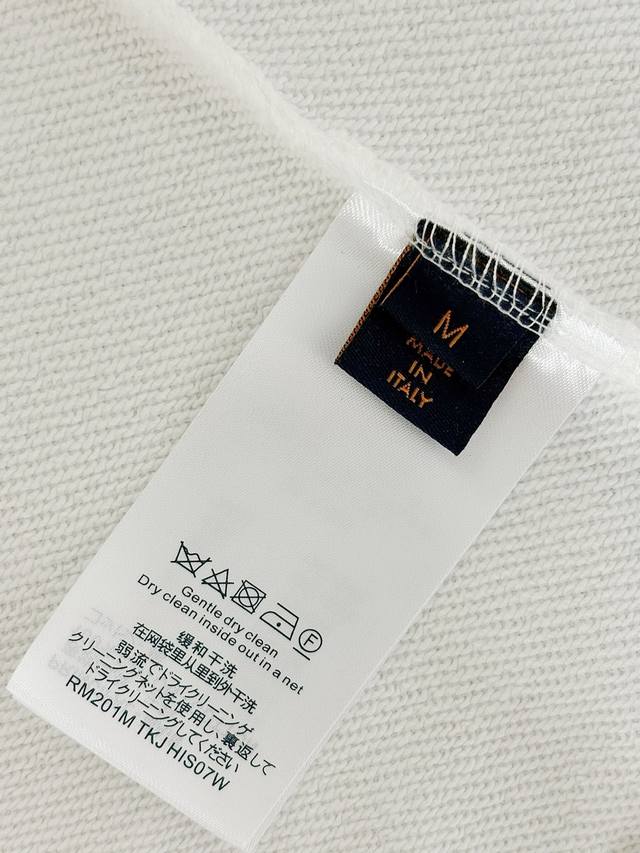 M
MADE
IN
ITALY
Gentle dry clean
Dry clean inside out in a net
缓和干洗
在网袋里从里到外干洗
弱流でドライクリーニング
クリーニングネットを使用し、裏返して
ドライクリーニングしてください
RM201M TKJ HIS07W